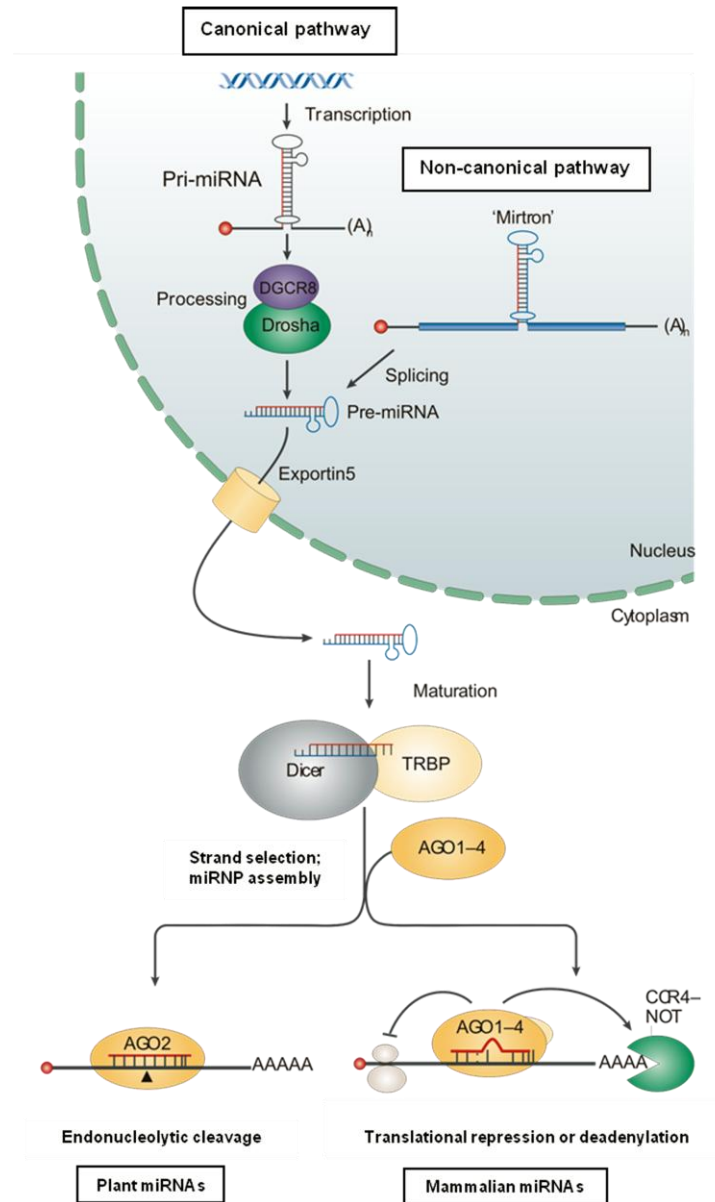 Canonical pathway
Transcription
Non-canonical pathway
Pri-miRNA
'Mirtron'
(A)n
DGCR8
Processing
Drosha
(A)n
Splicing
Pre-miRNA
Exportin5
Nucleus
Cytoplasm
Maturation
Dicer
TRBP
AGO1–4
Strand selection;
miRNP assembly
CCR4–
NOT
AGO2
AGO1–4
AAAAA
AAAA
Endonucleolytic cleavage
Translational repression or deadenylation
Plant miRNAs
Mammalian miRNAs